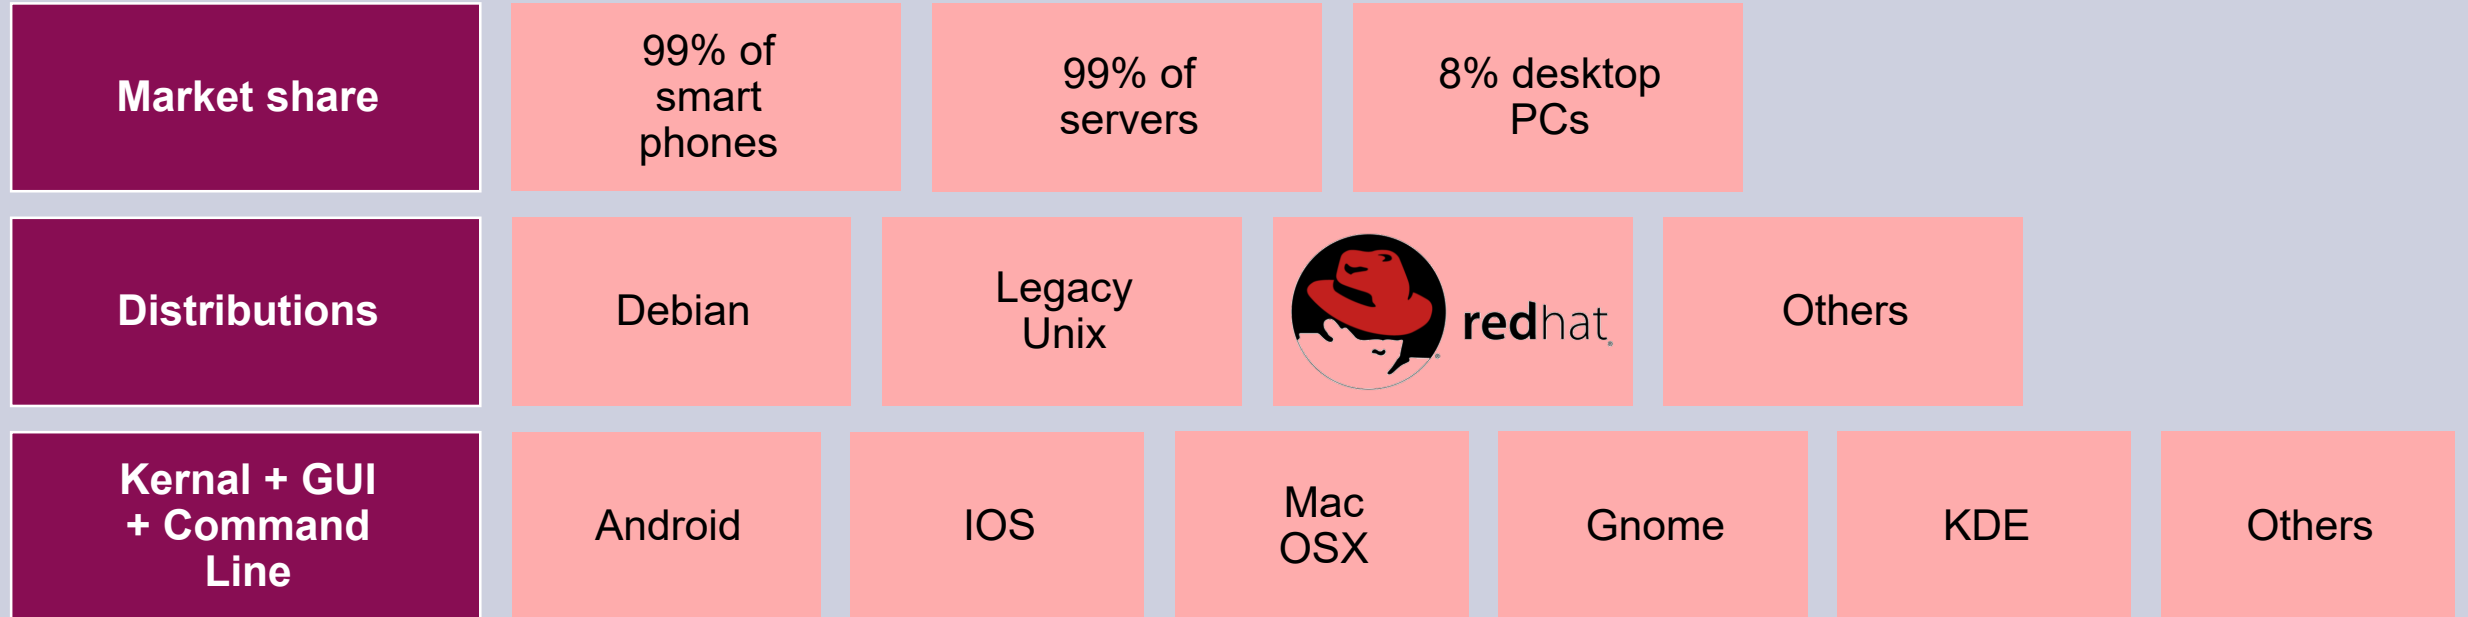 Market share
99% of
smart
phones
99% of
servers
8% desktop
PCs
Distributions
Debian
Legacy
Unix
redhat
Others
Kernal + GUI
+ Command
Line
Android
IOS
Mac
OSX
Gnome
KDE
Others